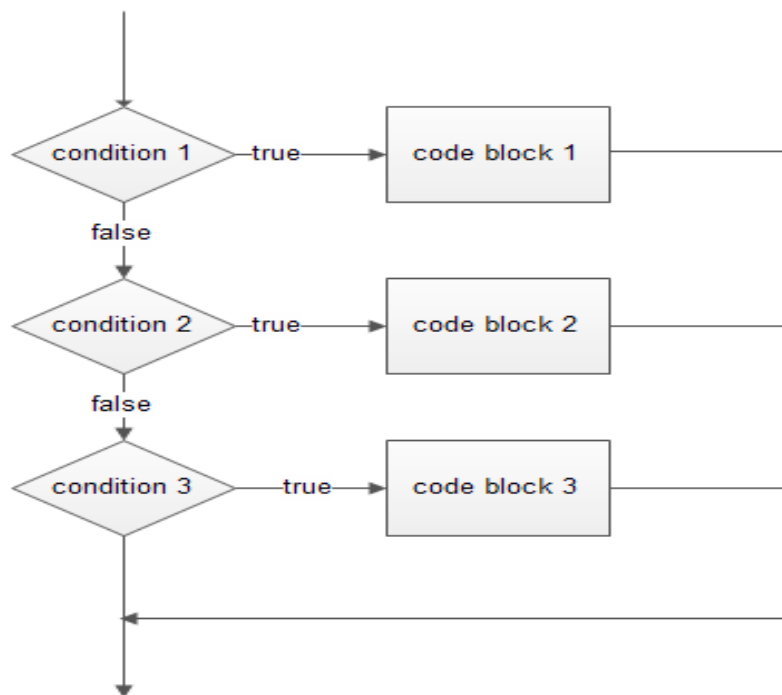 condition 1
true
code block 1
false
condition 2
true
code block 2
false
condition 3
true
code block 3